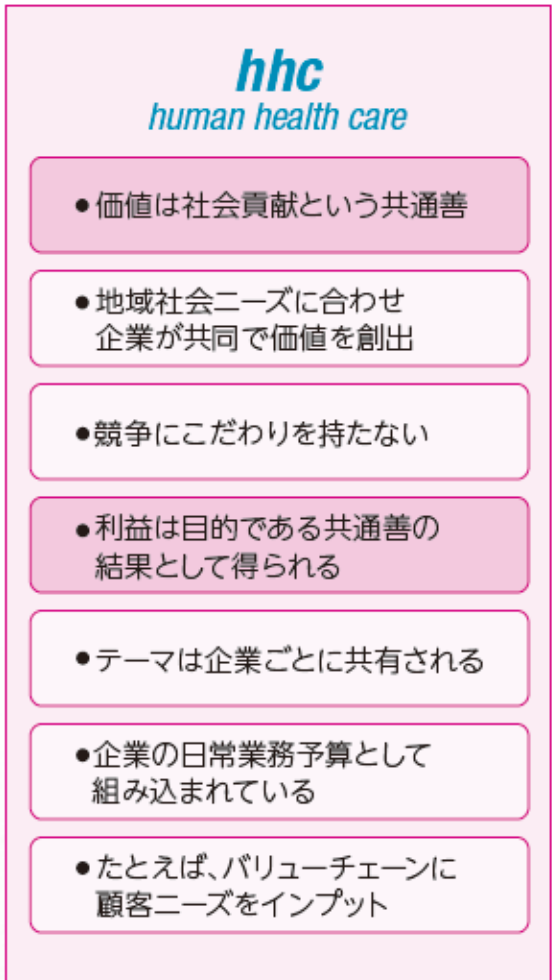 hhc
human health care
●価値は社会貢献という共通善
●地域社会ニーズに合わせ
企業が共同で価値を創出
●競争にこだわりを持たない
●利益は目的である共通善の
結果として得られる
●テーマは企業ごとに共有される
●企業の日常業務予算として
組み込まれている
●たとえば、バリューチェーンに
顧客ニーズをインプット